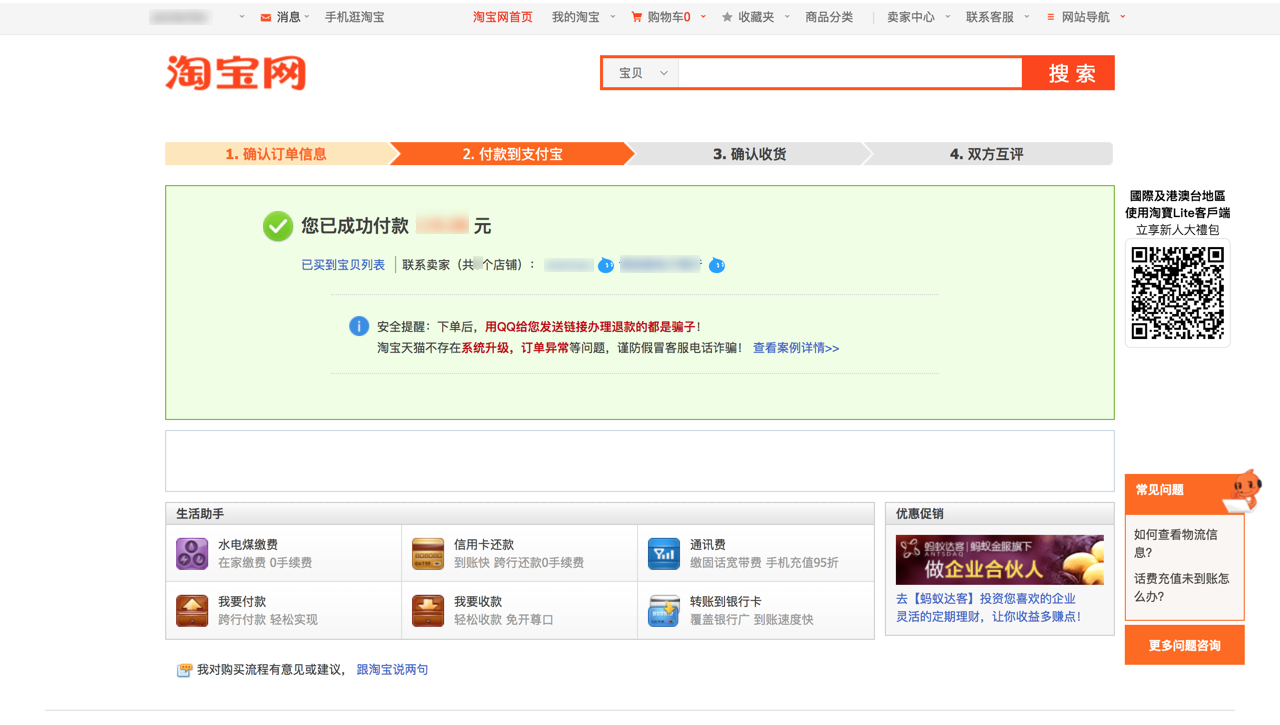 消息
手机逛淘宝
淘宝网首页
我的淘宝
购物车0
收藏夹
商品分类
卖家中心
联系客服
网站导航
淘宝网
宝贝
搜 索
1. 确认订单信息
2. 付款到支付宝
3. 确认收货
4. 双方互评
您已成功付款 元
已买到宝贝列表
联系卖家（共 个店铺）：
安全提醒：下单后，用QQ给您发送链接办理退款的都是骗子！
淘宝天猫不存在系统升级，订单异常等问题，谨防假冒客服电话诈骗！ 查看案例详情>>
國際及港澳台地區
使用淘寶Lite客戶端
立享新人大禮包
生活助手
水电煤缴费
在家缴费 0手续费
信用卡还款
到账快 跨行还款0手续费
通讯费
缴固话宽带费 手机充值95折
我要付款
跨行付款 轻松实现
我要收款
轻松收款 免开尊口
转账到银行卡
覆盖银行广 到账速度快
优惠促销
蚂蚁达客 | 蚂蚁金服旗下
ANTSDAQ
做企业合伙人
去【蚂蚁达客】投资您喜欢的企业
灵活的定期理财，让你收益多赚点！
常见问题
如何查看物流信
息?
话费充值未到账怎
么办?
更多问题咨询
我对购买流程有意见或建议， 跟淘宝说两句